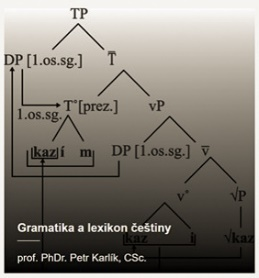 TP
DP [1.os.sg.] T̅
1.os.sg. T°[prez.] vP
kaz í m DP [1.os.sg.] v̅
v° √P
kaz í √kaz
Gramatika a lexikon češtiny
prof. PhDr. Petr Karlík, CSc.